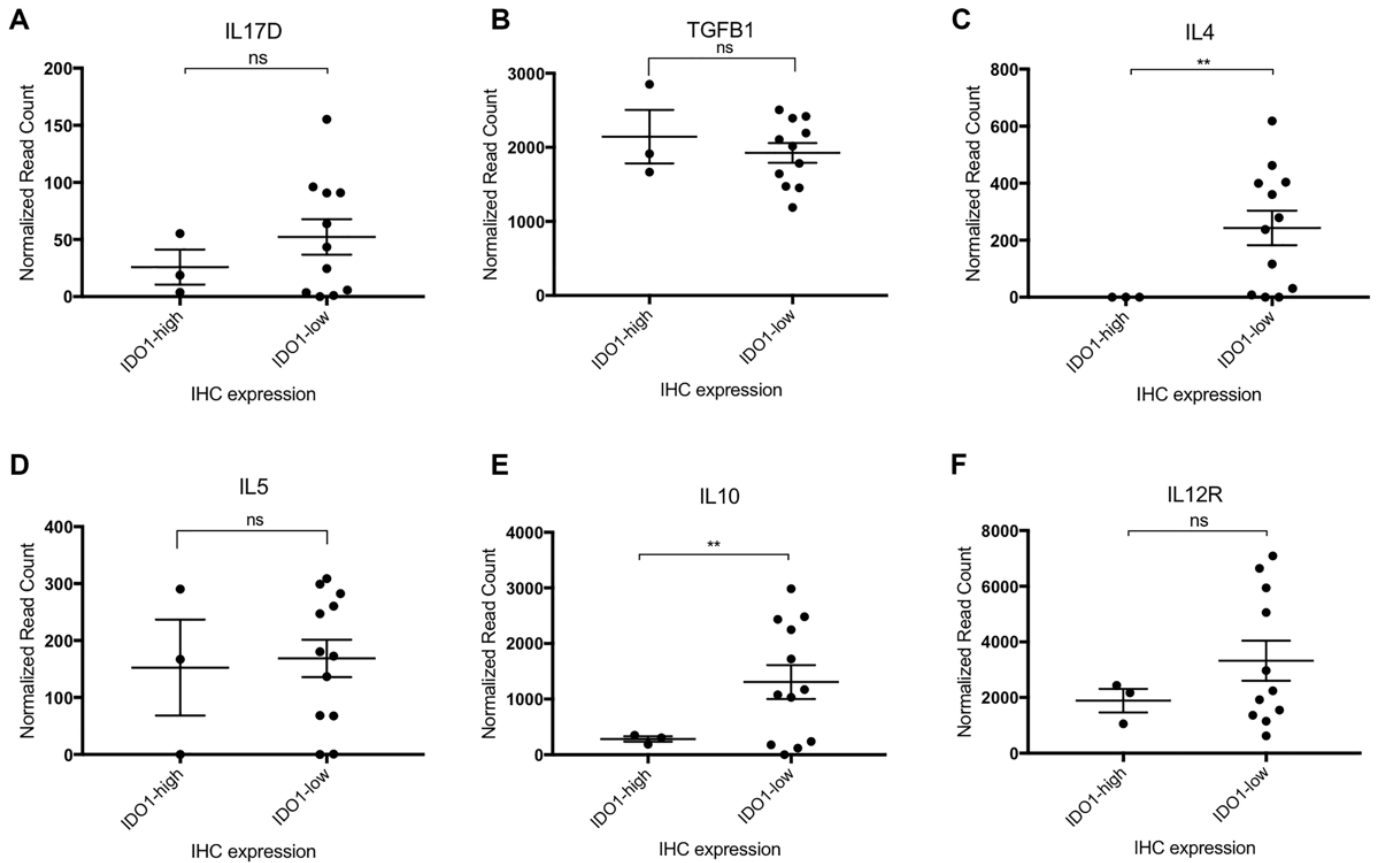 A
IL17D
ns
Normalized Read Count
200
150
100
50
0
IDO1-high
IDO1-low
IHC expression
B
TGFB1
ns
Normalized Read Count
3000
2000
1000
0
IDO1-high
IDO1-low
IHC expression
C
IL4
**
Normalized Read Count
800
600
400
200
0
IDO1-high
IDO1-low
IHC expression
D
IL5
ns
Normalized Read Count
400
300
200
100
0
IDO1-high
IDO1-low
IHC expression
E
IL10
**
Normalized Read Count
4000
3000
2000
1000
0
IDO1-high
IDO1-low
IHC expression
F
IL12R
ns
Normalized Read Count
8000
6000
4000
2000
0
IDO1-high
IDO1-low
IHC expression